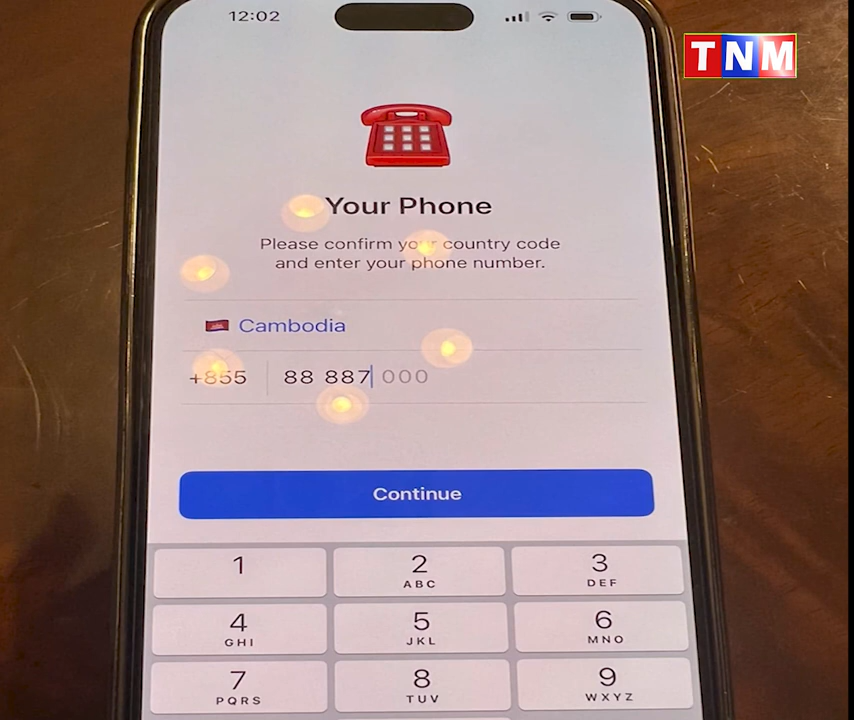 12:02
TNM
Your Phone
Please confirm your country code
and enter your phone number.
Cambodia
+855 88 887 000
Continue
1 2 ABC 3 DEF
4 GHI 5 JKL 6 MNO
7 PQRS 8 TUV 9 WXYZ